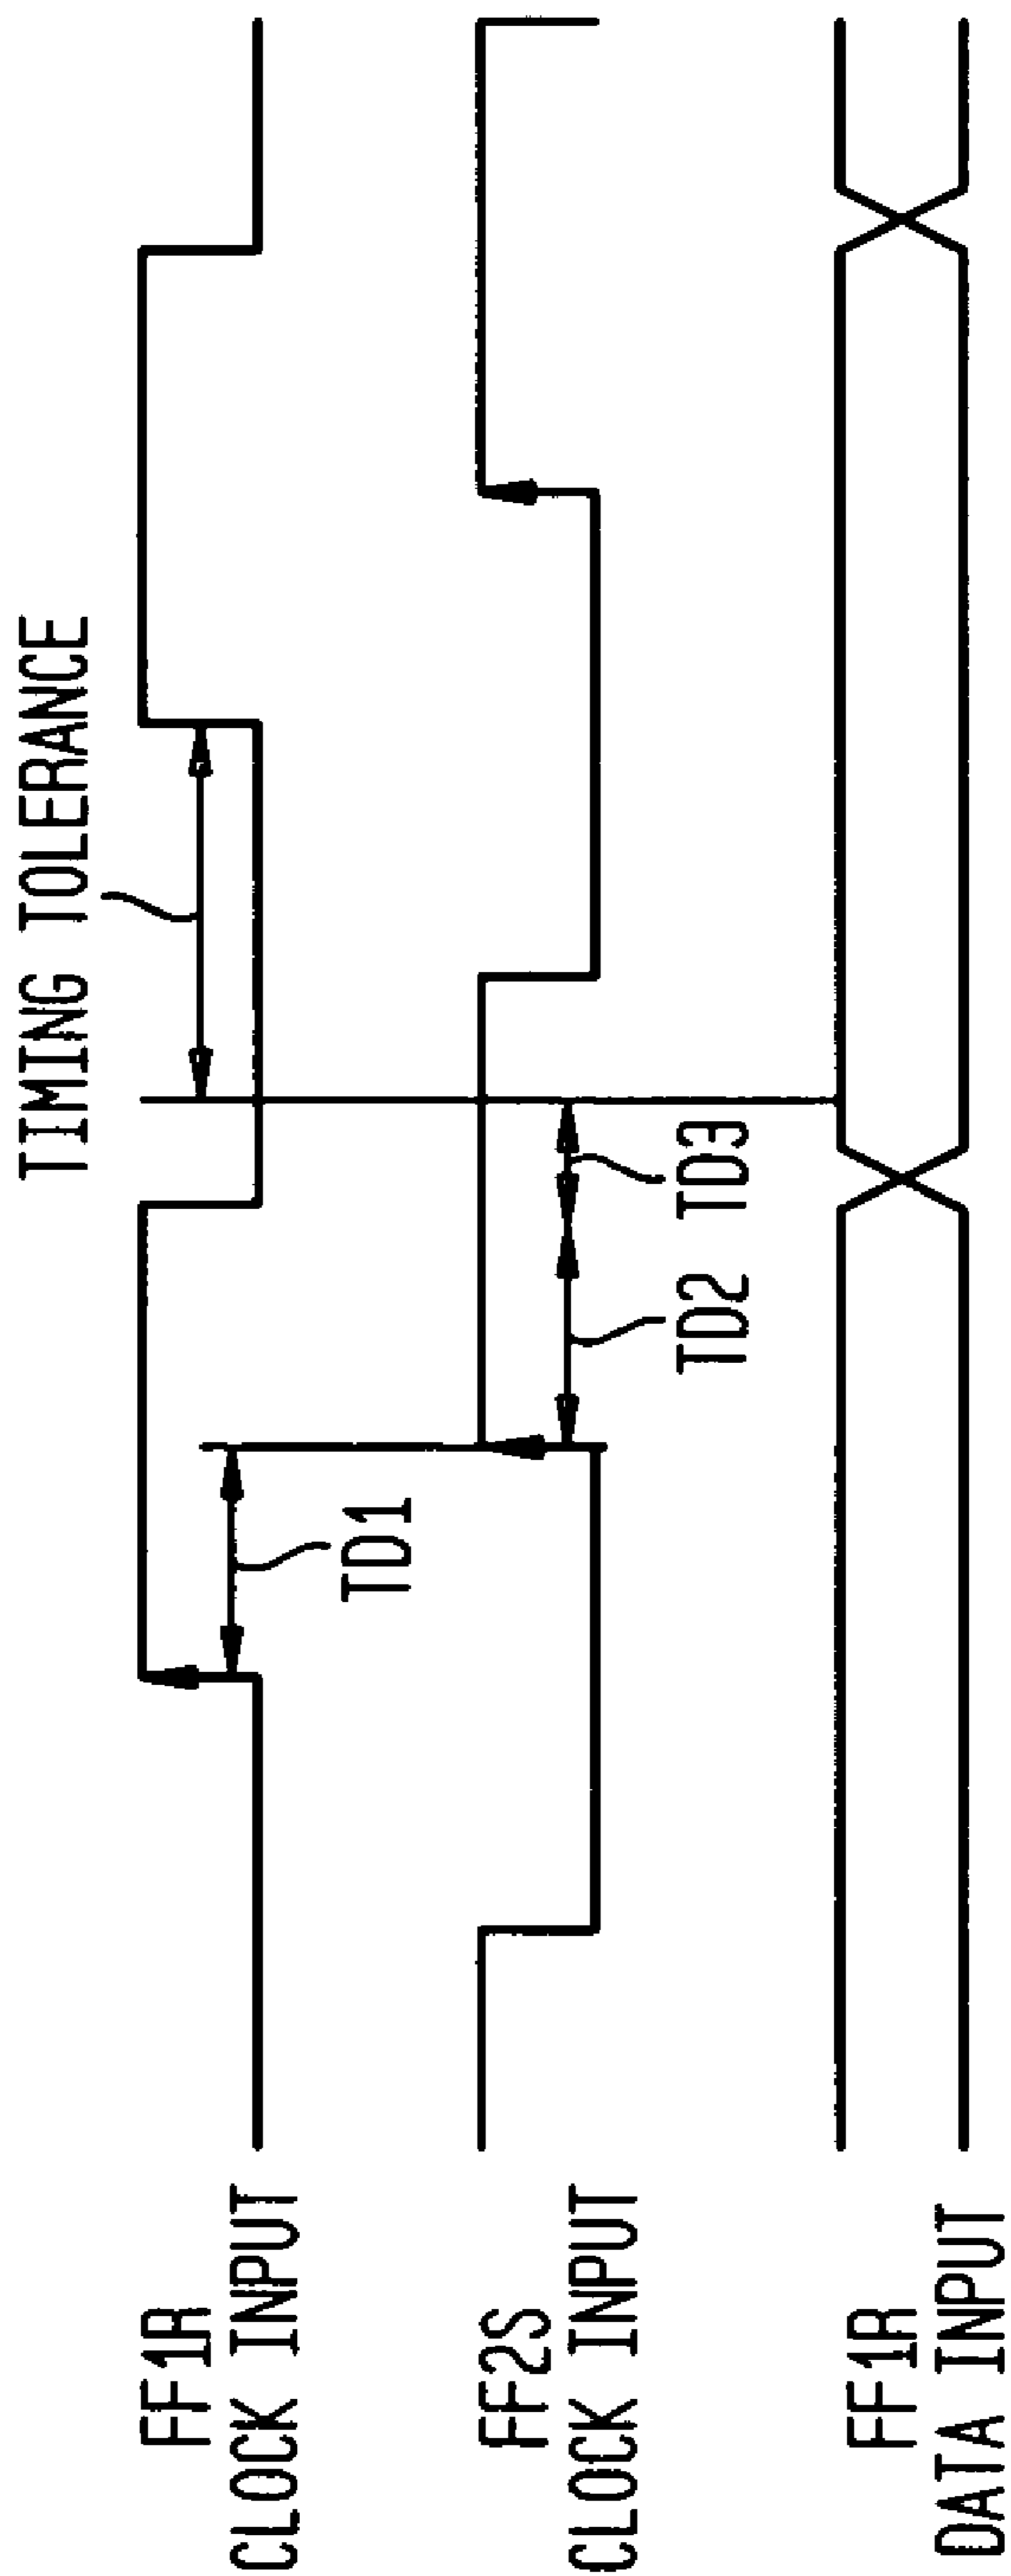 TIMING TOLERANCE
FF1R
CLOCK INPUT
TD1
FF2S
CLOCK INPUT
TD2
TD3
FF1R
DATA INPUT